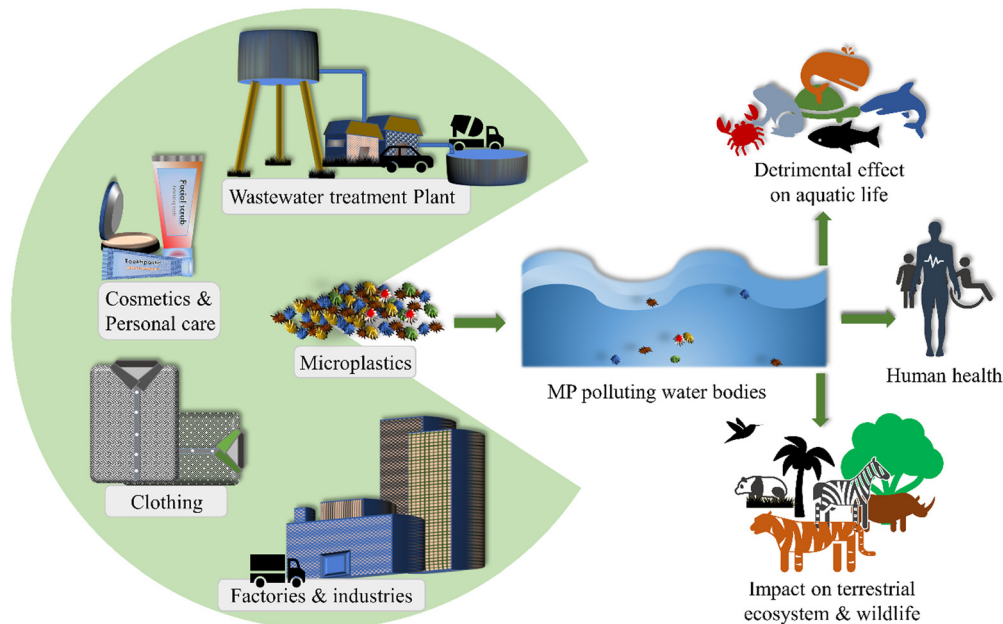 Wastewater treatment Plant
Facial scrub
Toothpaste
Cosmetics &
Personal care
Microplastics
Clothing
Factories & industries
MP polluting water bodies
Detrimental effect
on aquatic life
Human health
Impact on terrestrial
ecosystem & wildlife